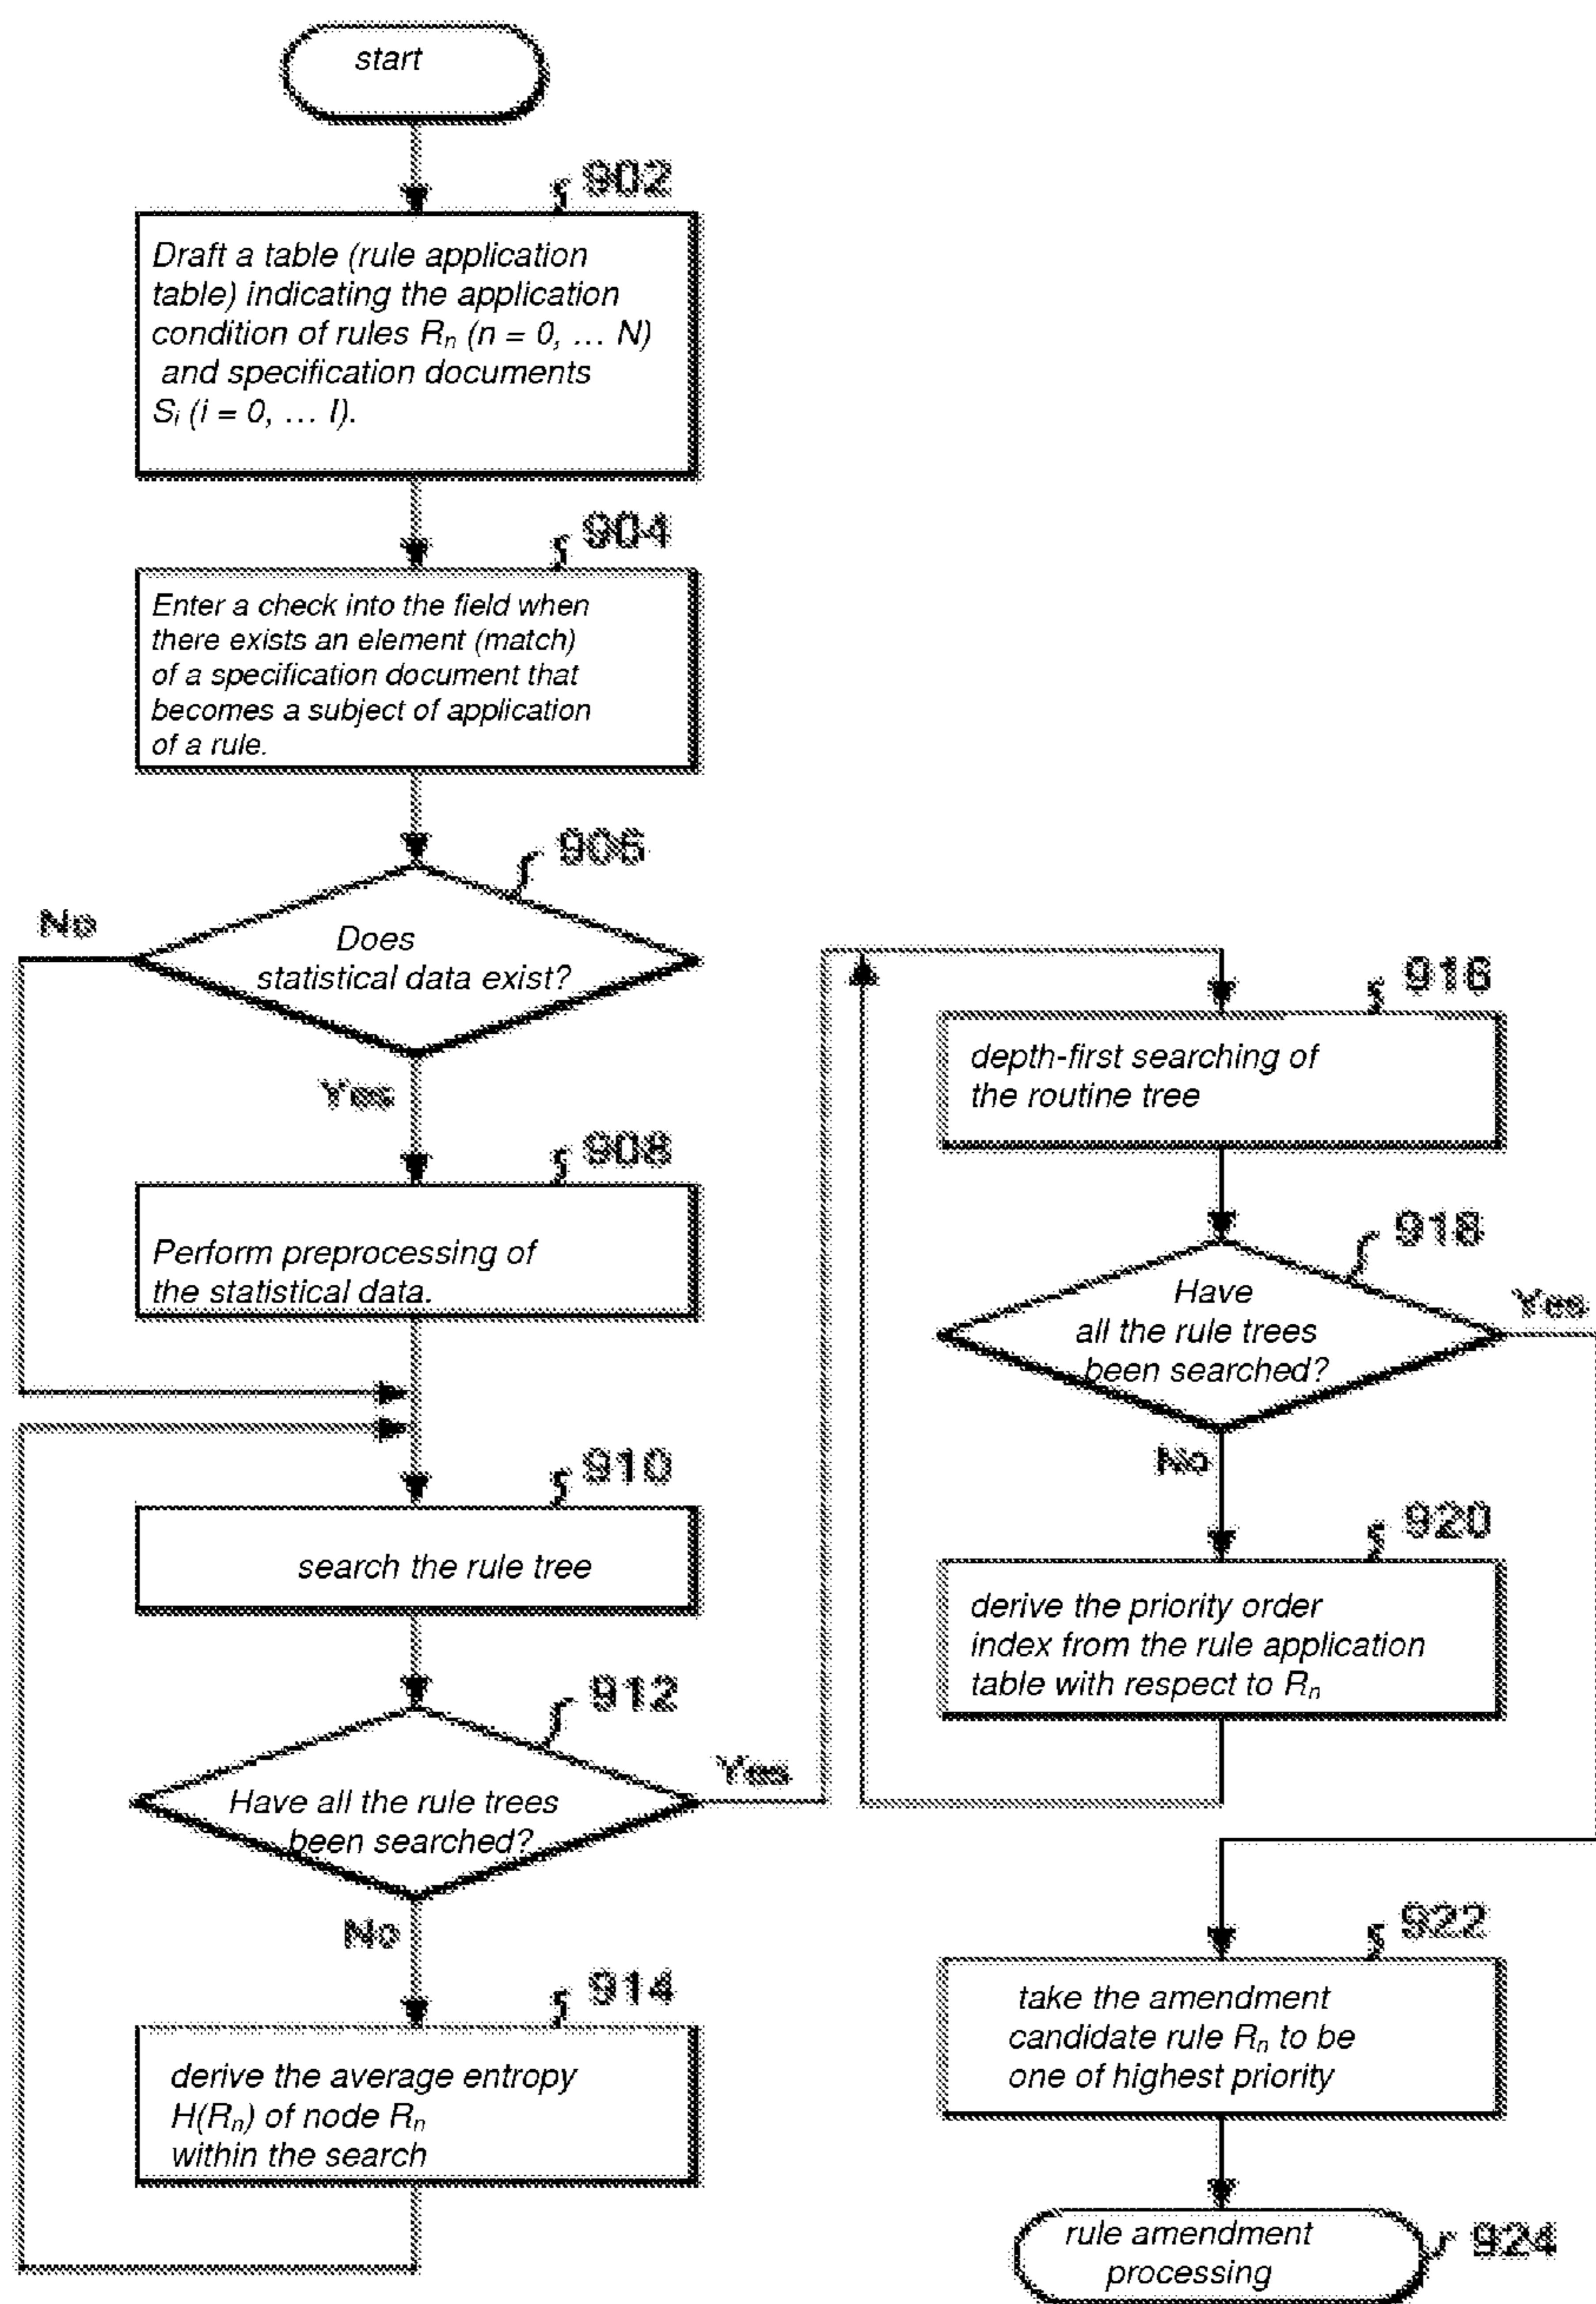 start
902
Draft a table (rule application
table) indicating the application
condition of rules Rn (n = 0, ... N)
and specification documents
Si (i = 0, ... I).
904
Enter a check into the field when
there exists an element (match)
of a specification document that
becomes a subject of application
of a rule.
906
No
Does
statistical data exist?
Yes
908
Perform preprocessing of
the statistical data.
910
search the rule tree
912
Have all the rule trees
been searched?
Yes
No
914
derive the average entropy
H(Rn) of node Rn
within the search
916
depth-first searching of
the routine tree
918
Have
all the rule trees
been searched?
Yes
No
920
derive the priority order
index from the rule application
table with respect to Rn
922
take the amendment
candidate rule Rn to be
one of highest priority
rule amendment
processing
924